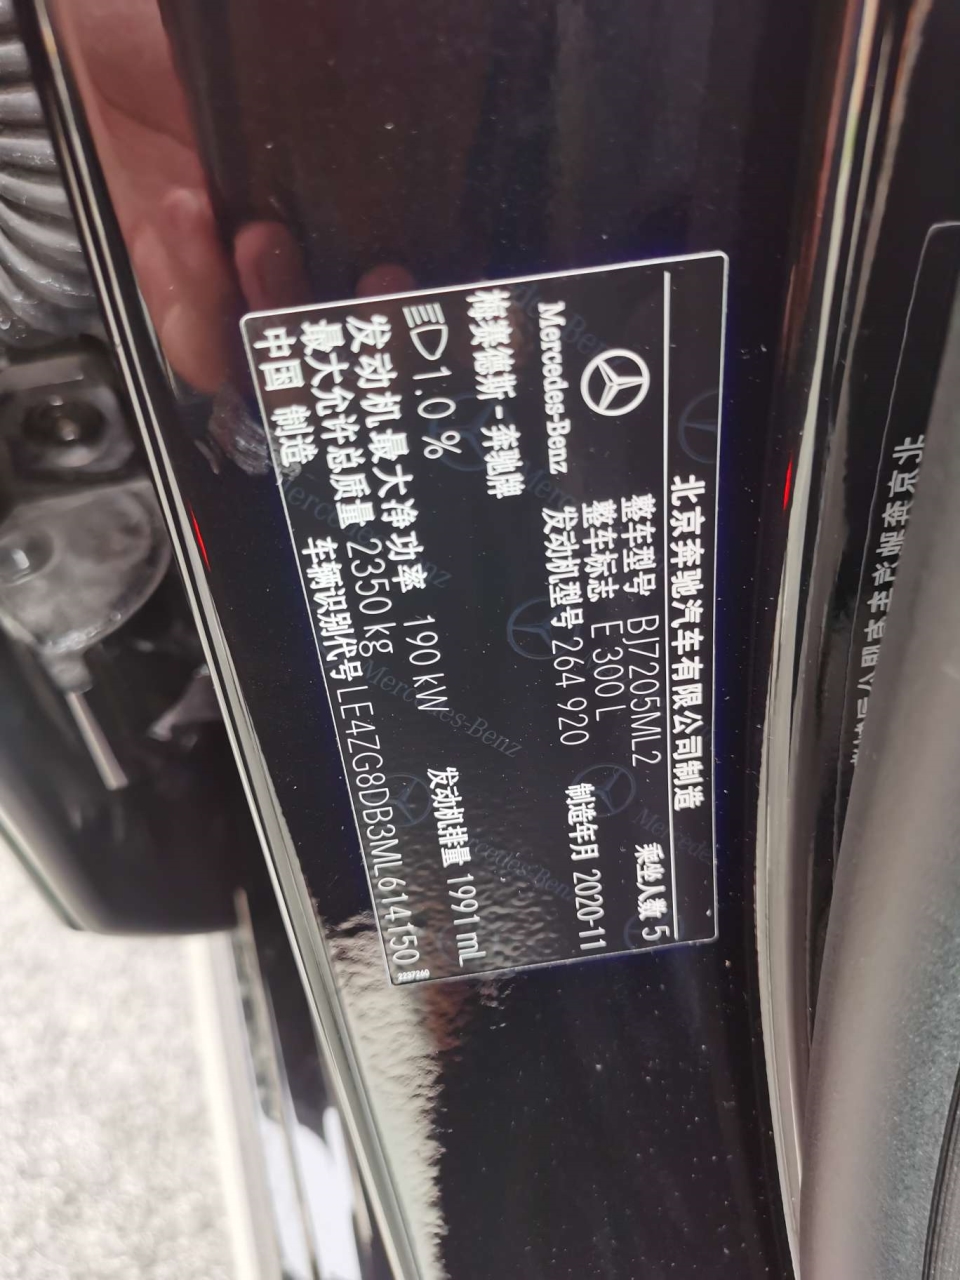 北京奔驰汽车有限公司制造
Mercedes-Benz
整车型号 BJ7205ML2 乘坐人数 5
整车标志 E 300 L
发动机型号 264 920 制造年月 2020-11
梅赛德斯-奔驰牌
1.0 %
发动机最大净功率 190 kW 发动机排量 1991 mL
最大允许总质量 2350 kg
中国 制造 车辆识别代号 LE4ZG8DB3ML614150
2237260